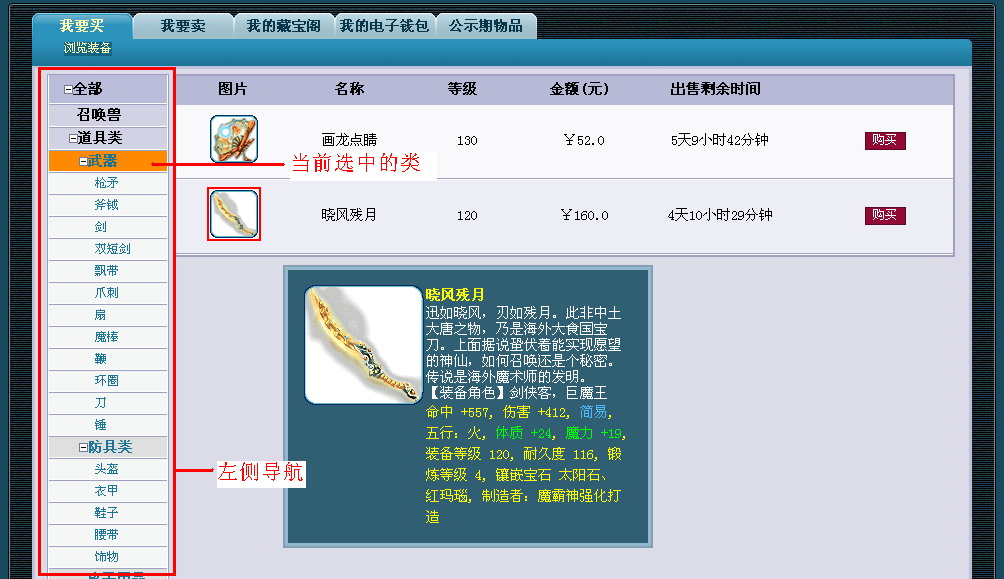 我要买 我要卖 我的藏宝阁 我的电子钱包 公示期物品
浏览装备
全部
召唤兽
道具类
武器
枪矛
斧钺
剑
双短剑
飘带
爪刺
扇
魔棒
鞭
环圈
刀
锤
防具类
头盔
衣甲
鞋子
腰带
饰物
图片 名称 等级 金额(元) 出售剩余时间
画龙点睛 130 ￥52.0 5天9小时42分钟 购买
当前选中的类
晓风残月 120 ￥160.0 4天10小时29分钟 购买
左侧导航
晓风残月
迅如晓风，刃如残月。此非中土
大唐之物，乃是海外大食国宝
刀。上面据说蛰伏着能实现愿望
的神仙，如何召唤还是个秘密。
传说是海外魔术师的发明。
【装备角色】剑侠客，巨魔王
命中 +557, 伤害 +412, 简易,
五行：火, 体质 +24, 魔力 +19,
装备等级 120, 耐久度 116, 锻
炼等级 4, 镶嵌宝石 太阳石、
红玛瑙, 制造者：魔霸神强化打
造